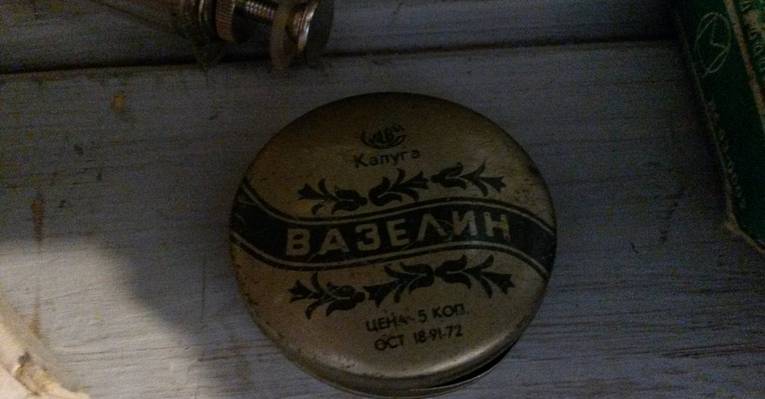 Калуга
ВАЗЕЛИН
ЦЕНА 5 КОП.
ОСТ 18-91-72